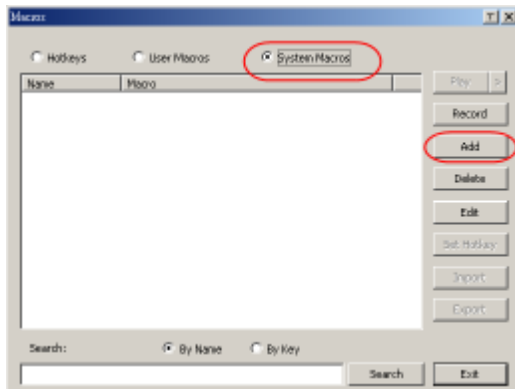 Macros T X
Hotkeys User Macros System Macros
Name Macro
Play >
Record
Add
Delete
Edit
Set Hotkey
Import
Export
Search: By Name By Key
Search Exit